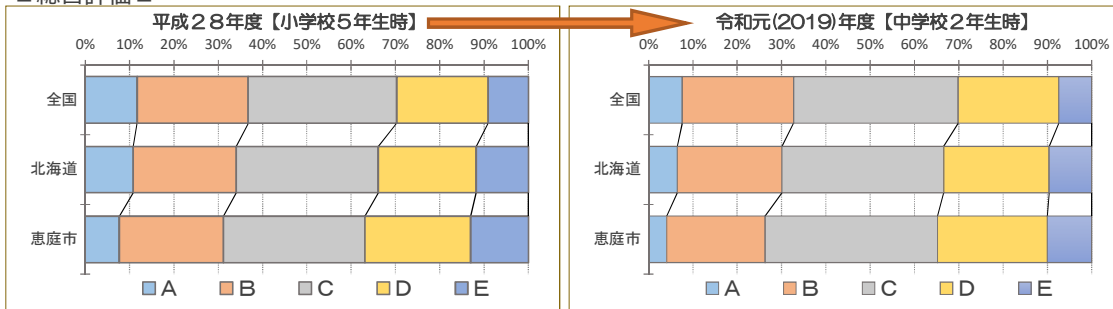 平成28年度【小学校5年生時】
0% 10% 20% 30% 40% 50% 60% 70% 80% 90% 100%
全国
北海道
恵庭市
A B C D E
令和元(2019)年度【中学校2年生時】
0% 10% 20% 30% 40% 50% 60% 70% 80% 90% 100%
全国
北海道
恵庭市
A B C D E